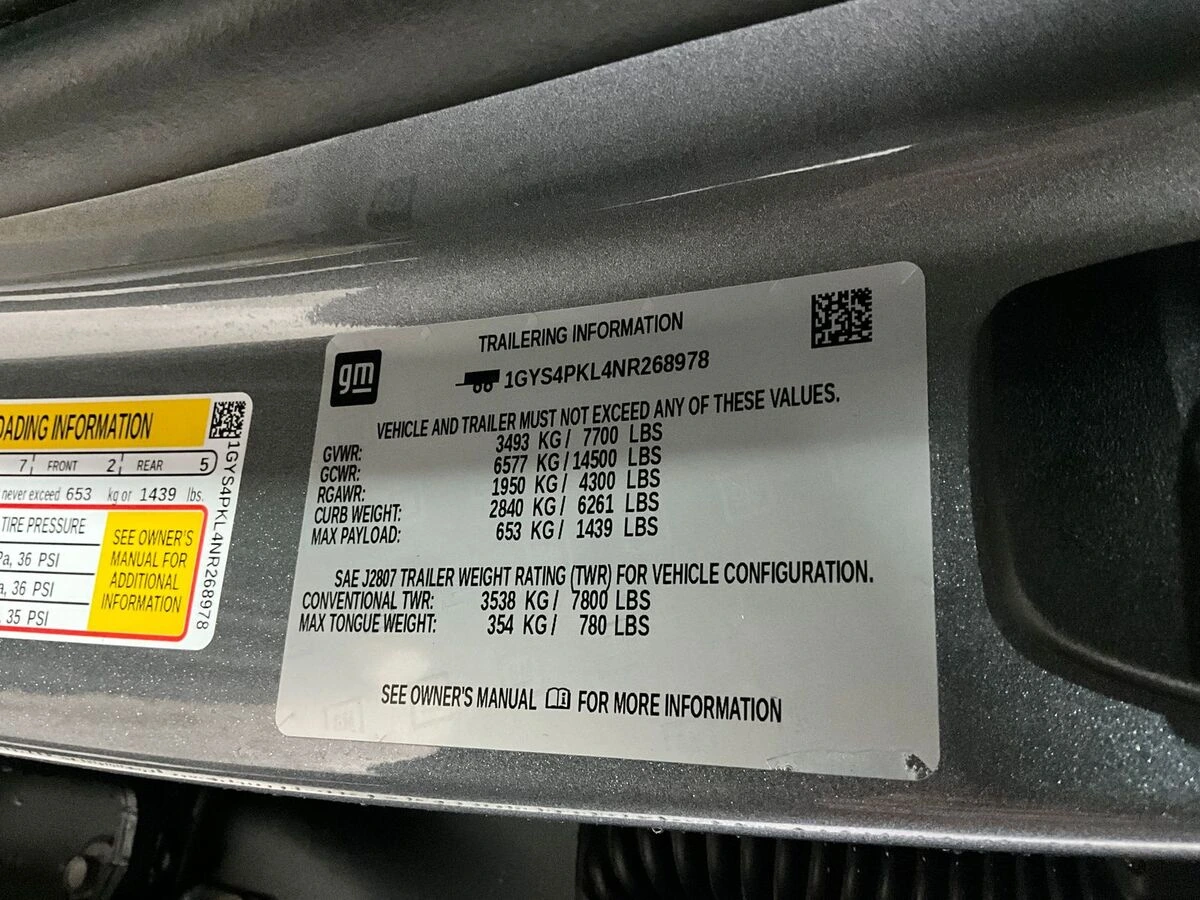 OADING INFORMATION
7 FRONT 2 REAR 5
never exceed 653 kg or 1439 lbs.
TIRE PRESSURE
Pa, 36 PSI
a, 36 PSI
, 35 PSI
SEE OWNER'S
MANUAL FOR
ADDITIONAL
INFORMATION
1GYS4PKL4NR268978
gm
TRAILERING INFORMATION
1GYS4PKL4NR268978
VEHICLE AND TRAILER MUST NOT EXCEED ANY OF THESE VALUES.
GVWR: 3493 KG / 7700 LBS
GCWR: 6577 KG / 14500 LBS
RGAWR: 1950 KG / 4300 LBS
CURB WEIGHT: 2840 KG / 6261 LBS
MAX PAYLOAD: 653 KG / 1439 LBS
SAE J2807 TRAILER WEIGHT RATING (TWR) FOR VEHICLE CONFIGURATION.
CONVENTIONAL TWR: 3538 KG / 7800 LBS
MAX TONGUE WEIGHT: 354 KG / 780 LBS
SEE OWNER'S MANUAL FOR MORE INFORMATION